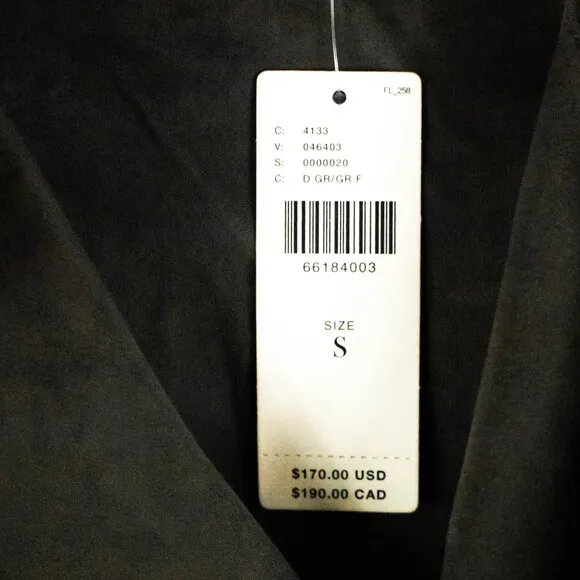 FL_258
C: 4133
V: 046403
S: 0000020
C: D GR/GR F
66184003
SIZE
S
$170.00 USD
$190.00 CAD